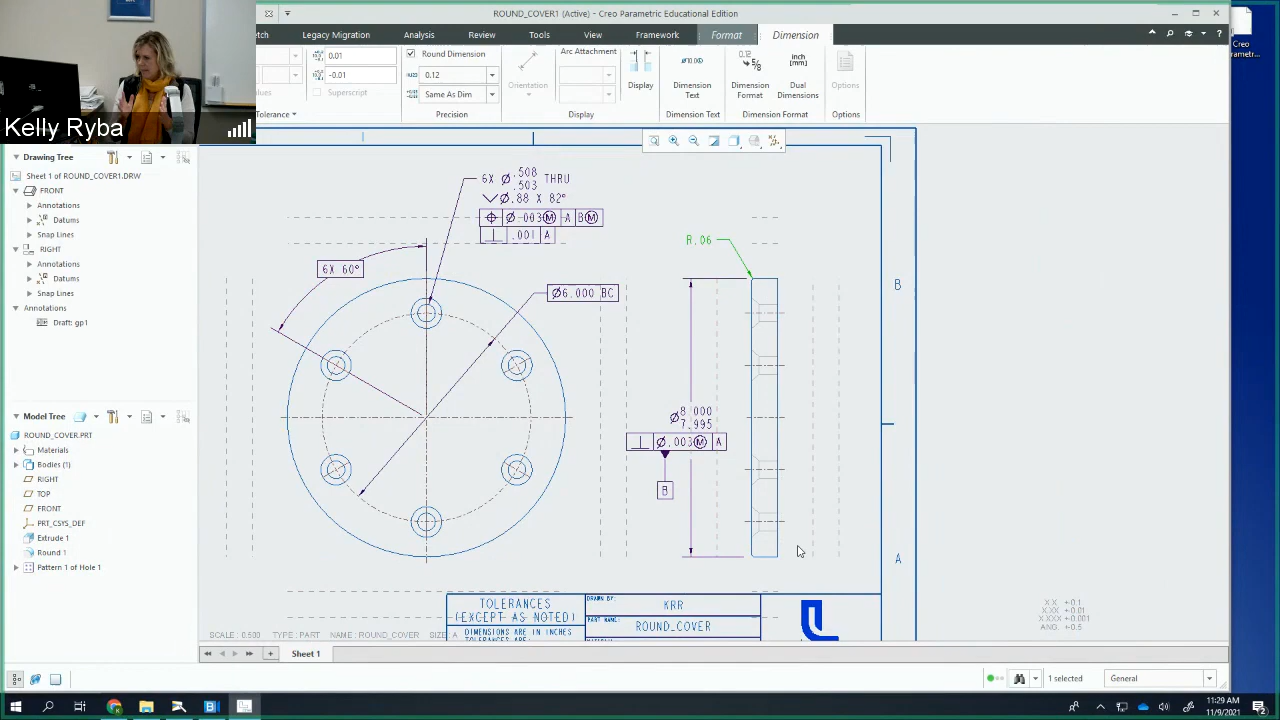 ROUND_COVER1 (Active) - Creo Parametric Educational Edition
Legacy Migration
Analysis
Review
Tools
View
Framework
Format
Dimension
0.01
-0.01
Superscript
Tolerance
Round Dimension
0.12
Same As Dim
Precision
Orientation
Arc Attachment
Display
Display
Dimension
Text
Dimension Text
Dimension
Format
inch
[mm]
Dual
Dimensions
Dimension Format
Options
Options
Creo
Parametr...
Kelly Ryba
Drawing Tree
Sheet 1 of ROUND_COVER1.DRW
FRONT
Annotations
Datums
Snap Lines
RIGHT
Annotations
Datums
Snap Lines
Annotations
Draft: gp1
Model Tree
ROUND_COVER.PRT
Materials
Bodies (1)
RIGHT
TOP
FRONT
PRT_CSYS_DEF
Extrude 1
Round 1
Pattern 1 of Hole 1
6X Ø.508 THRU
.503
Ø.88 X 82°
Ø.003Ⓜ A BⓂ
.001 A
6X 60°
Ø6.000 BC
R.06
Ø8.000
7.995
Ø.003Ⓜ A
B
B
A
TOLERANCES
(EXCEPT AS NOTED)
DIMENSIONS ARE IN INCHES
DRAWN BY:
KRR
PART NAME:
ROUND_COVER
X.X +-0.1
X.XX +-0.01
X.XXX +-0.001
ANG. +-0.5
SCALE : 0.500 TYPE : PART NAME : ROUND_COVER SIZE : A
Sheet 1
1 selected
General
11:29 AM
11/9/2021